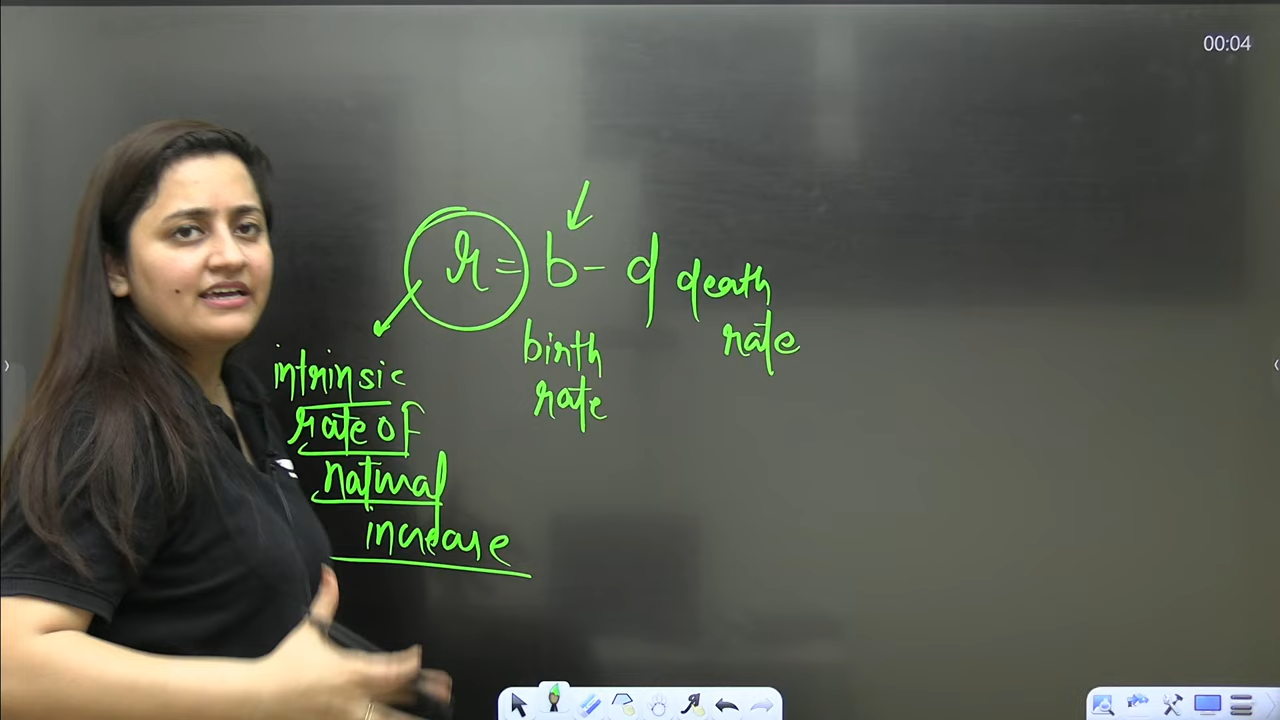 00:04
r = b - d death
rate
birth
rate
intrinsic
rate of
natural
increase